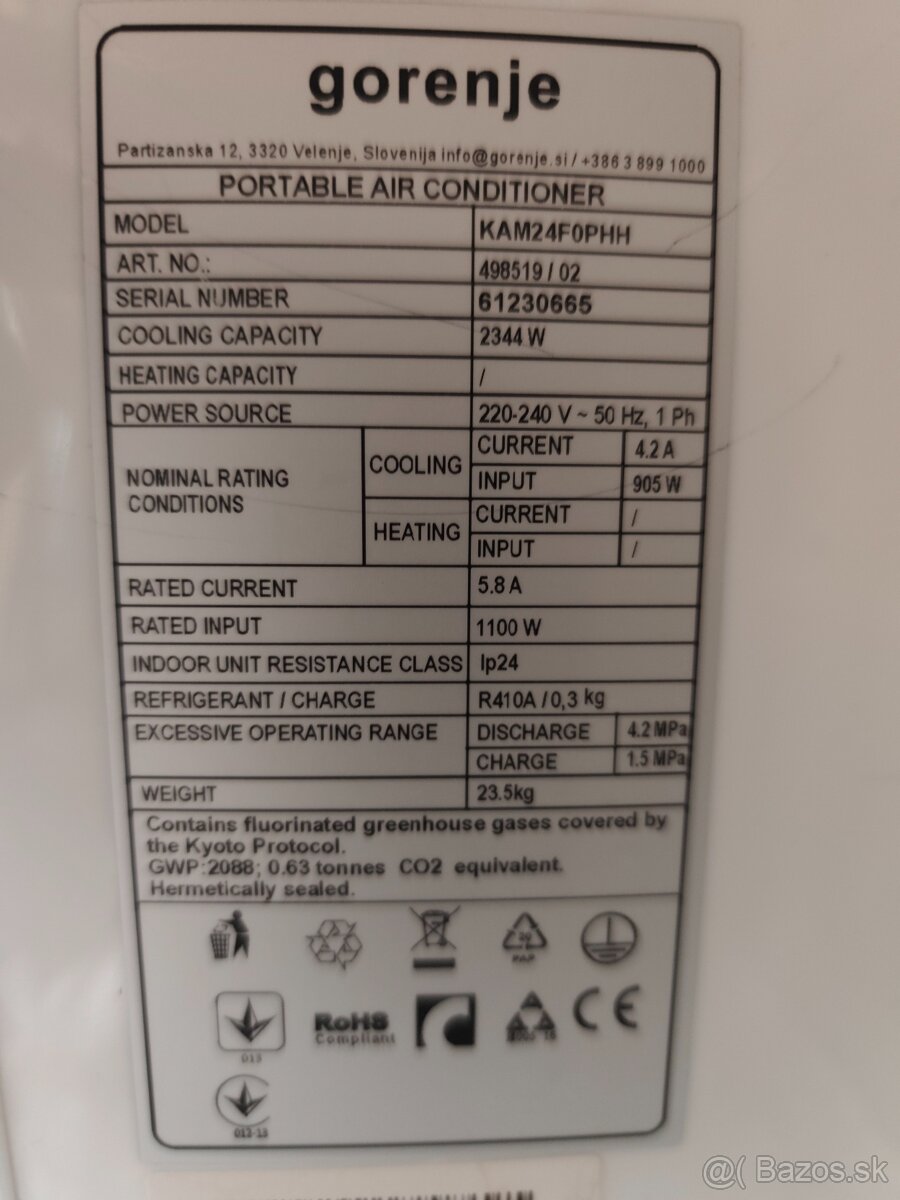 gorenje
Partizanska 12, 3320 Velenje, Slovenija info@gorenje.si / +386 3 899 1000
PORTABLE AIR CONDITIONER
MODEL KAM24F0PHH
ART. NO.: 498519 / 02
SERIAL NUMBER 61230665
COOLING CAPACITY 2344 W
HEATING CAPACITY /
POWER SOURCE 220-240 V ~ 50 Hz, 1 Ph
NOMINAL RATING CONDITIONS COOLING CURRENT 4.2 A
INPUT 905 W
HEATING CURRENT /
INPUT /
RATED CURRENT 5.8 A
RATED INPUT 1100 W
INDOOR UNIT RESISTANCE CLASS Ip24
REFRIGERANT / CHARGE R410A / 0,3 kg
EXCESSIVE OPERATING RANGE DISCHARGE 4.2 MPa
CHARGE 1.5 MPa
WEIGHT 23.5kg
Contains fluorinated greenhouse gases covered by
the Kyoto Protocol.
GWP:2088; 0.63 tonnes CO2 equivalent.
Hermetically sealed.
PAP
RoHS
Compliant
CE
015
012-13
@( Bazos.sk